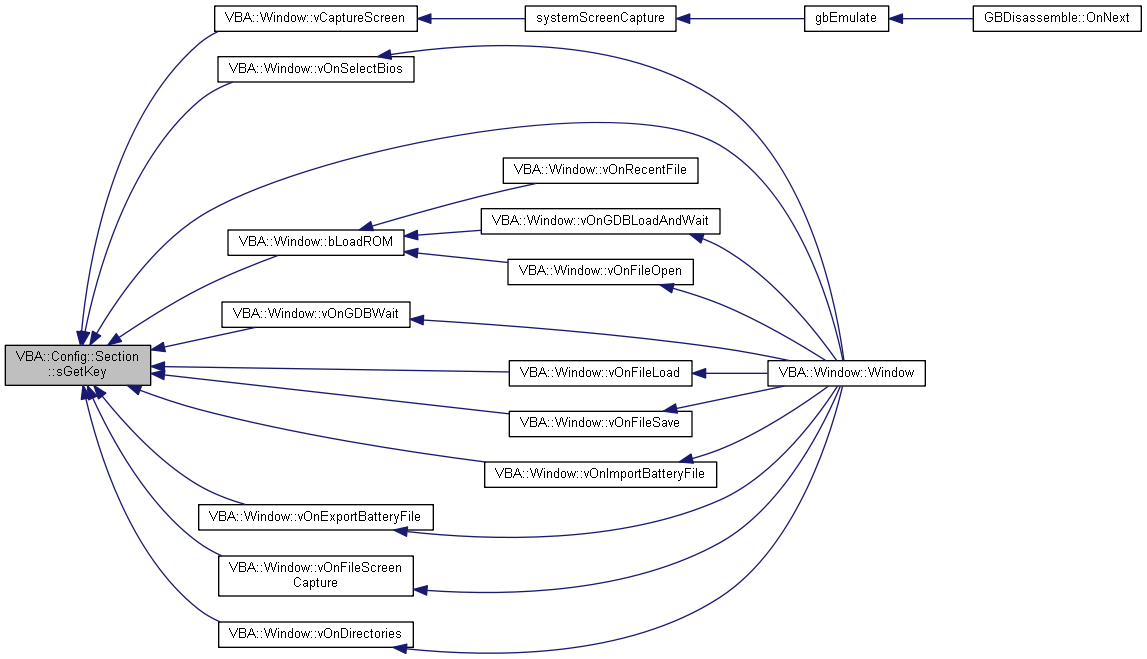 VBA::Window::vCaptureScreen
systemScreenCapture
gbEmulate
GBDisassemble::OnNext
VBA::Window::vOnSelectBios
VBA::Window::vOnRecentFile
VBA::Window::vOnGDBLoadAndWait
VBA::Window::bLoadROM
VBA::Window::vOnFileOpen
VBA::Window::vOnGDBWait
VBA::Config::Section
::sGetKey
VBA::Window::vOnFileLoad
VBA::Window::Window
VBA::Window::vOnFileSave
VBA::Window::vOnImportBatteryFile
VBA::Window::vOnExportBatteryFile
VBA::Window::vOnFileScreen
Capture
VBA::Window::vOnDirectories